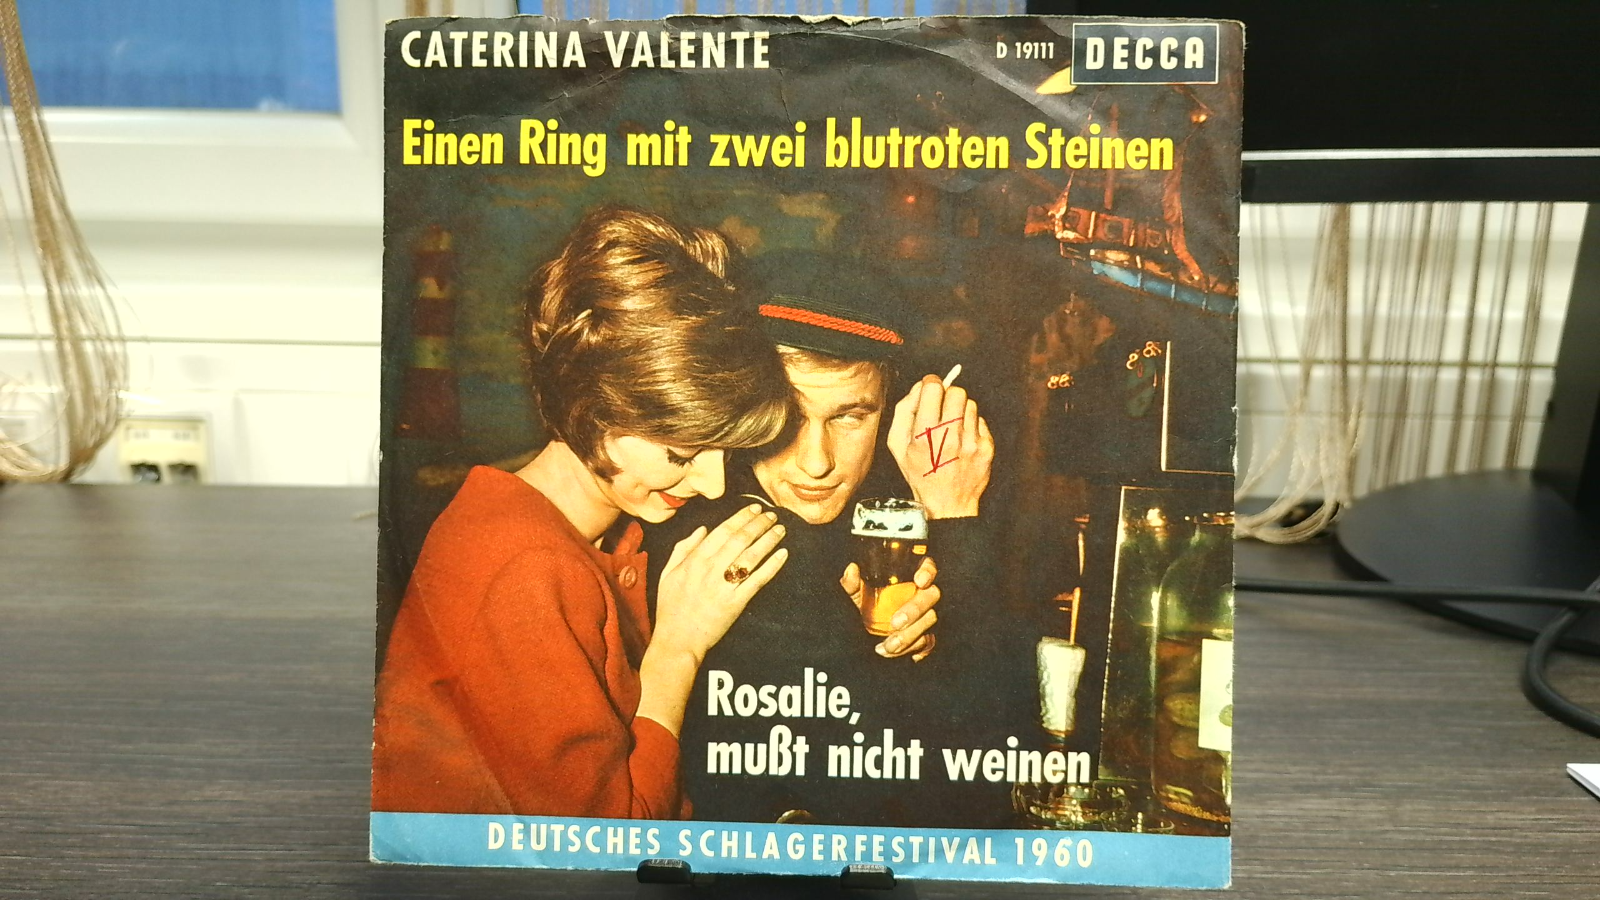 CATERINA VALENTE
D 19111 DECCA
Einen Ring mit zwei blutroten Steinen
V
Rosalie,
mußt nicht weinen
DEUTSCHES SCHLAGERFESTIVAL 1960